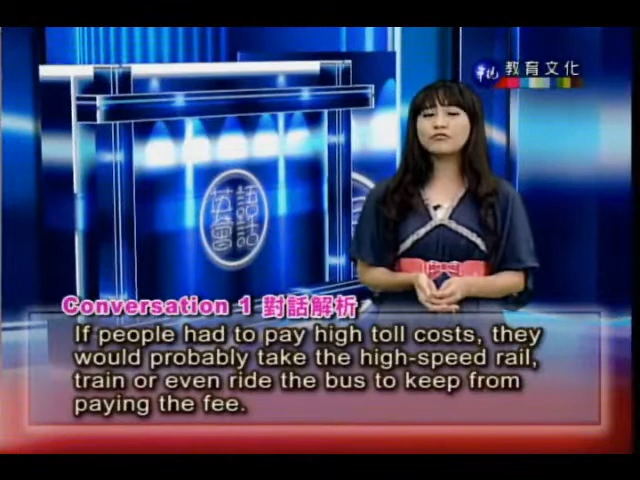 華視 教育文化
Conversation 1 對話解析
If people had to pay high toll costs, they
would probably take the high-speed rail,
train or even ride the bus to keep from
paying the fee.